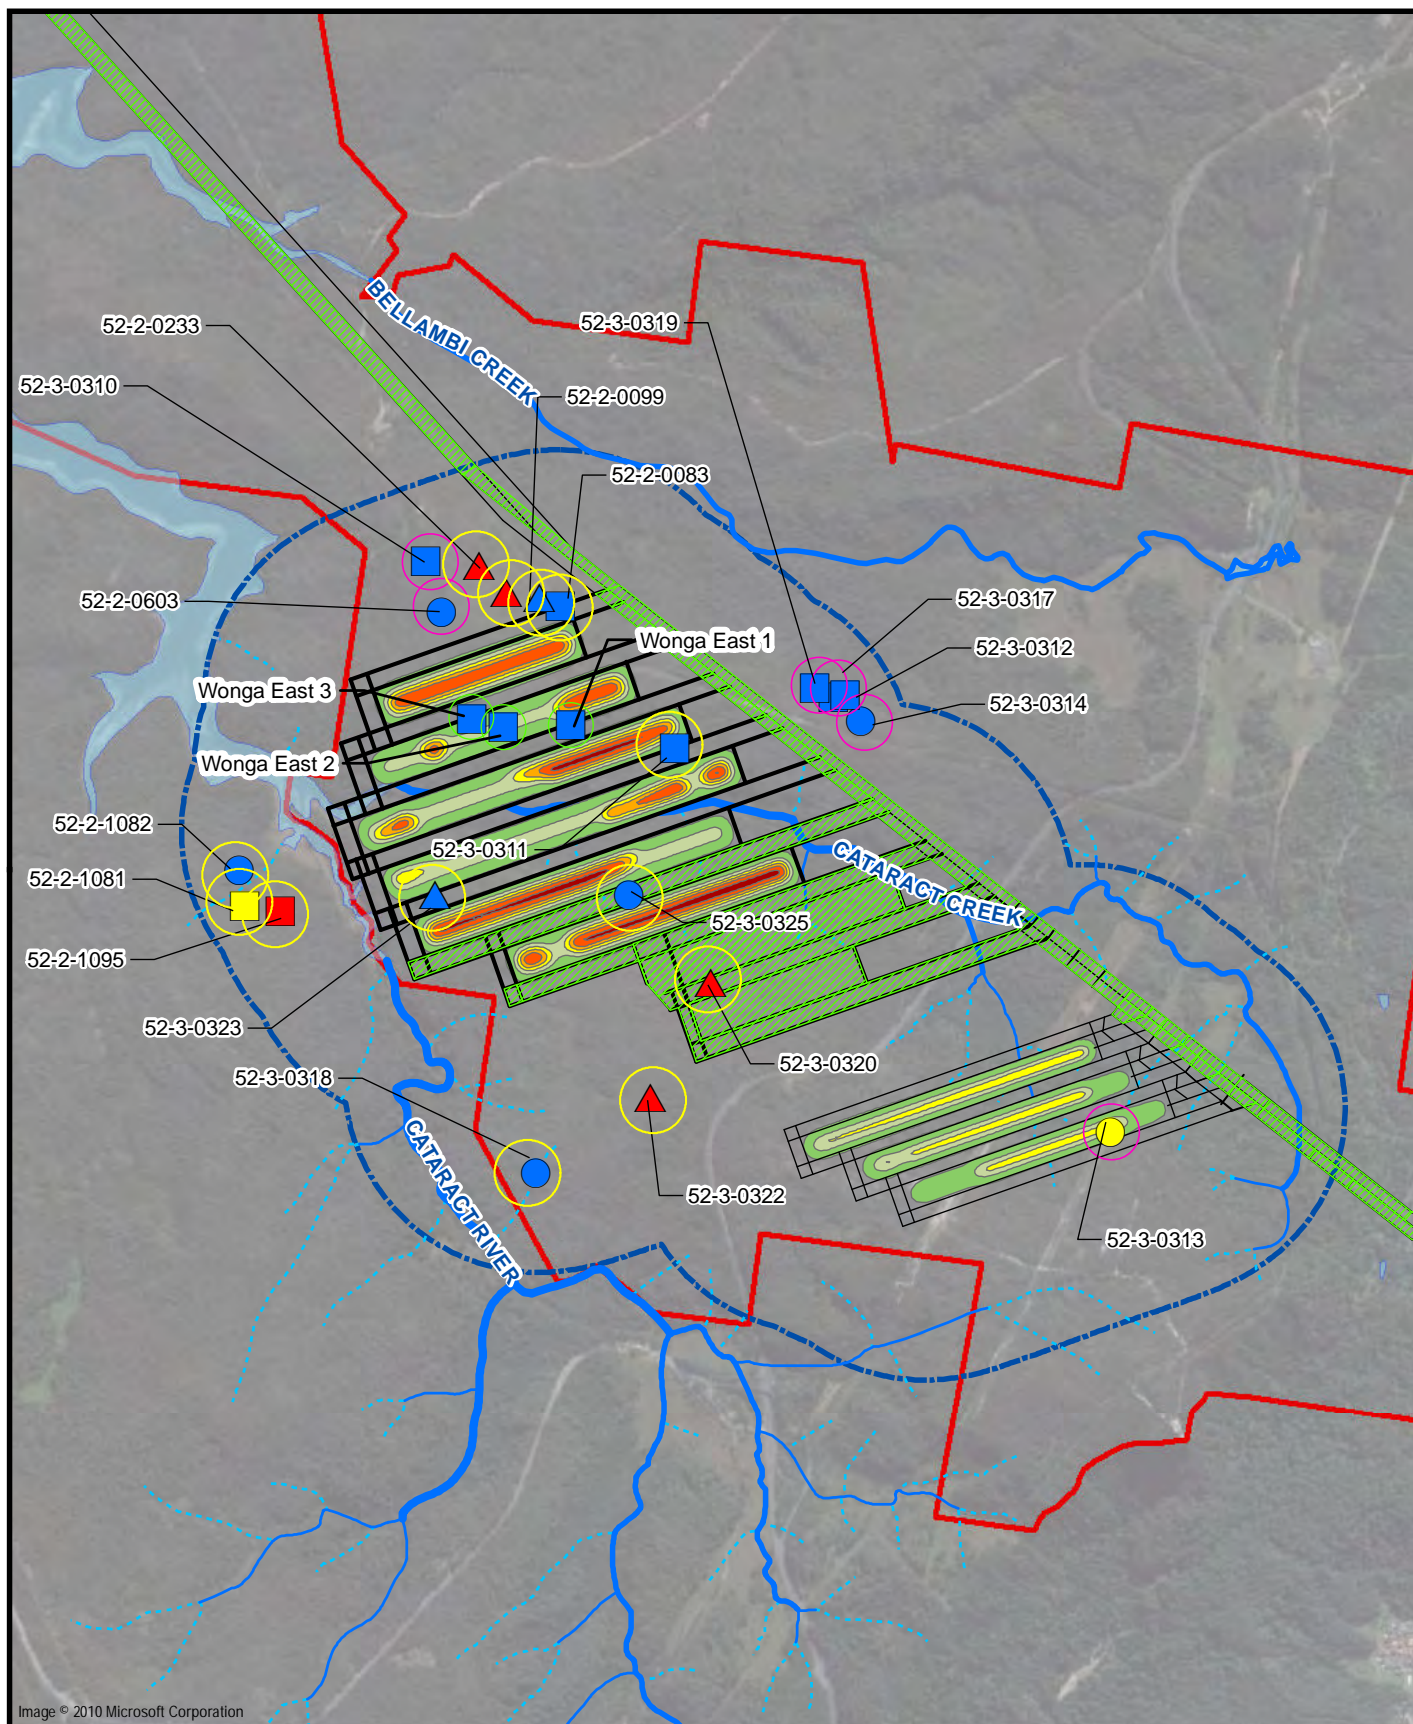 BELLAMBI CREEK
52-3-0319
52-2-0233
52-3-0310
52-2-0099
52-2-0083
52-2-0603
52-3-0317
Wonga East 1
52-3-0312
Wonga East 3
52-3-0314
Wonga East 2
52-2-1082
52-3-0311
CATARACT CREEK
52-2-1081
52-3-0325
52-2-1095
52-3-0323
52-3-0320
52-3-0318
CATARACT RIVER
52-3-0322
52-3-0313
Image © 2010 Microsoft Corporation